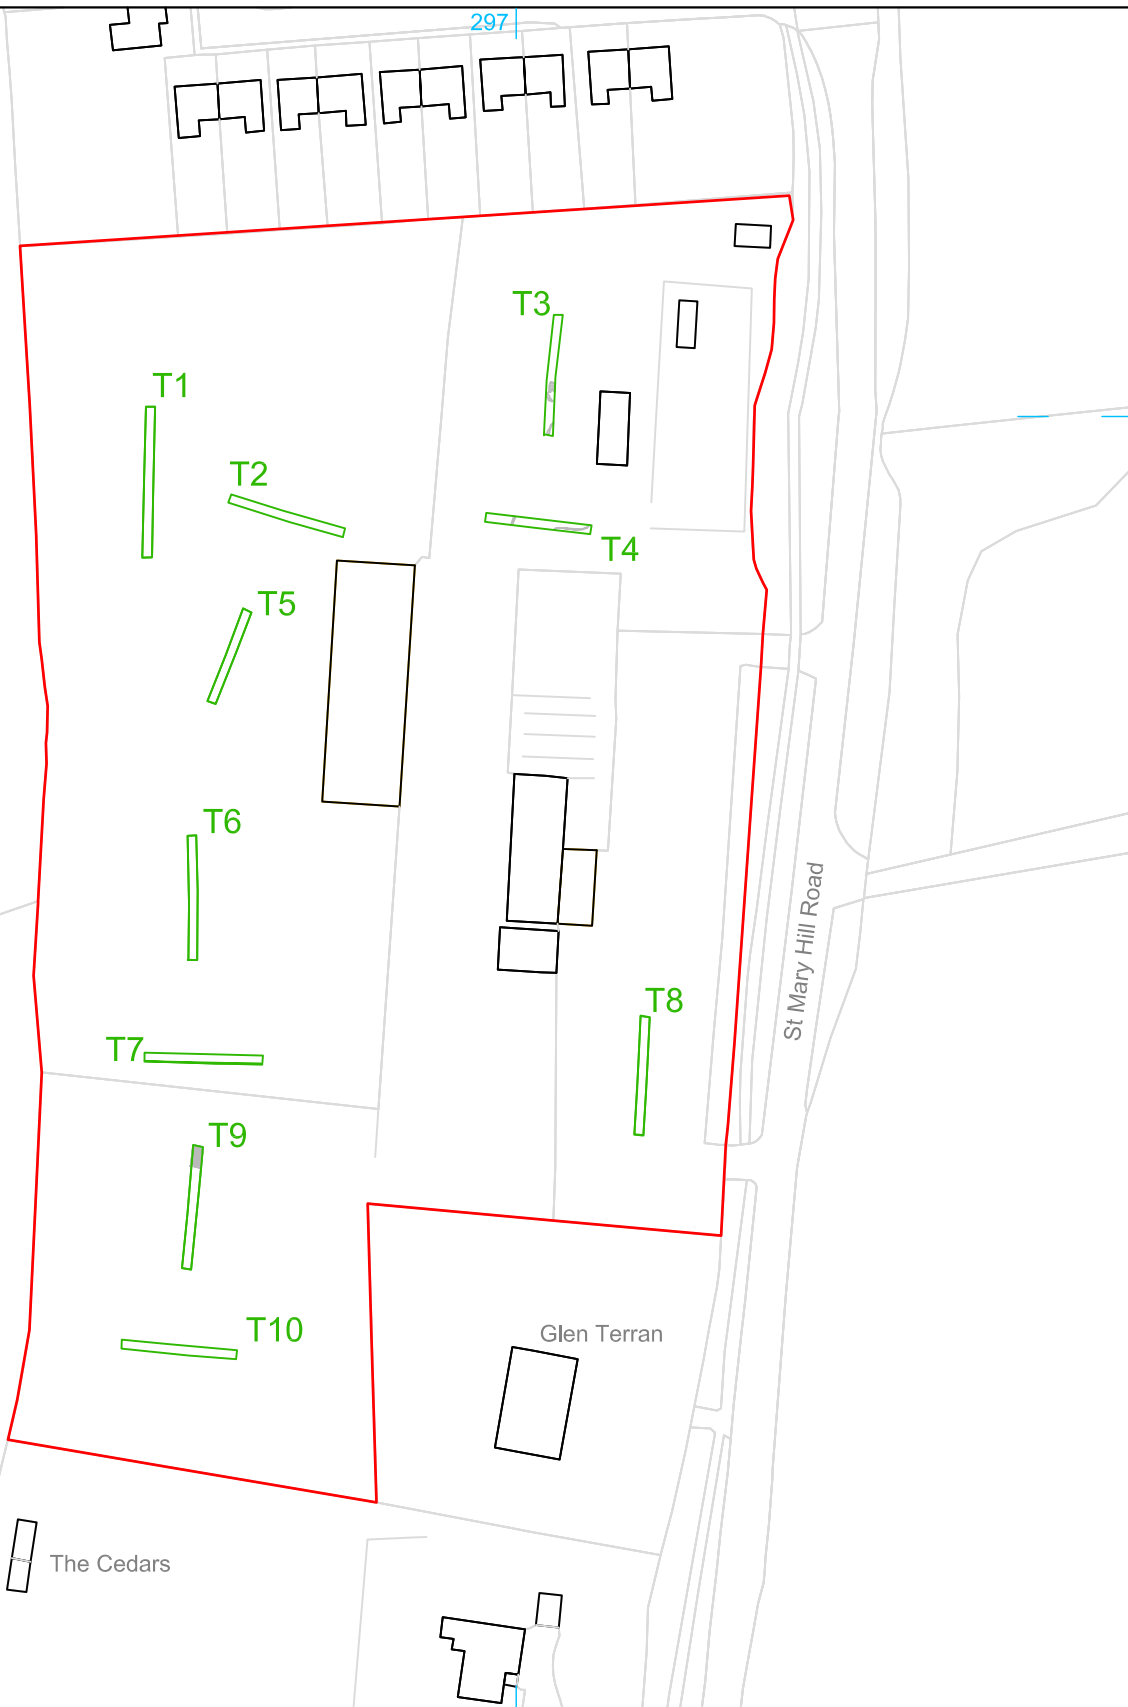 297
T3
T1
T2
T4
T5
T6
St Mary Hill Road
T8
T7
T9
T10
Glen Terran
The Cedars